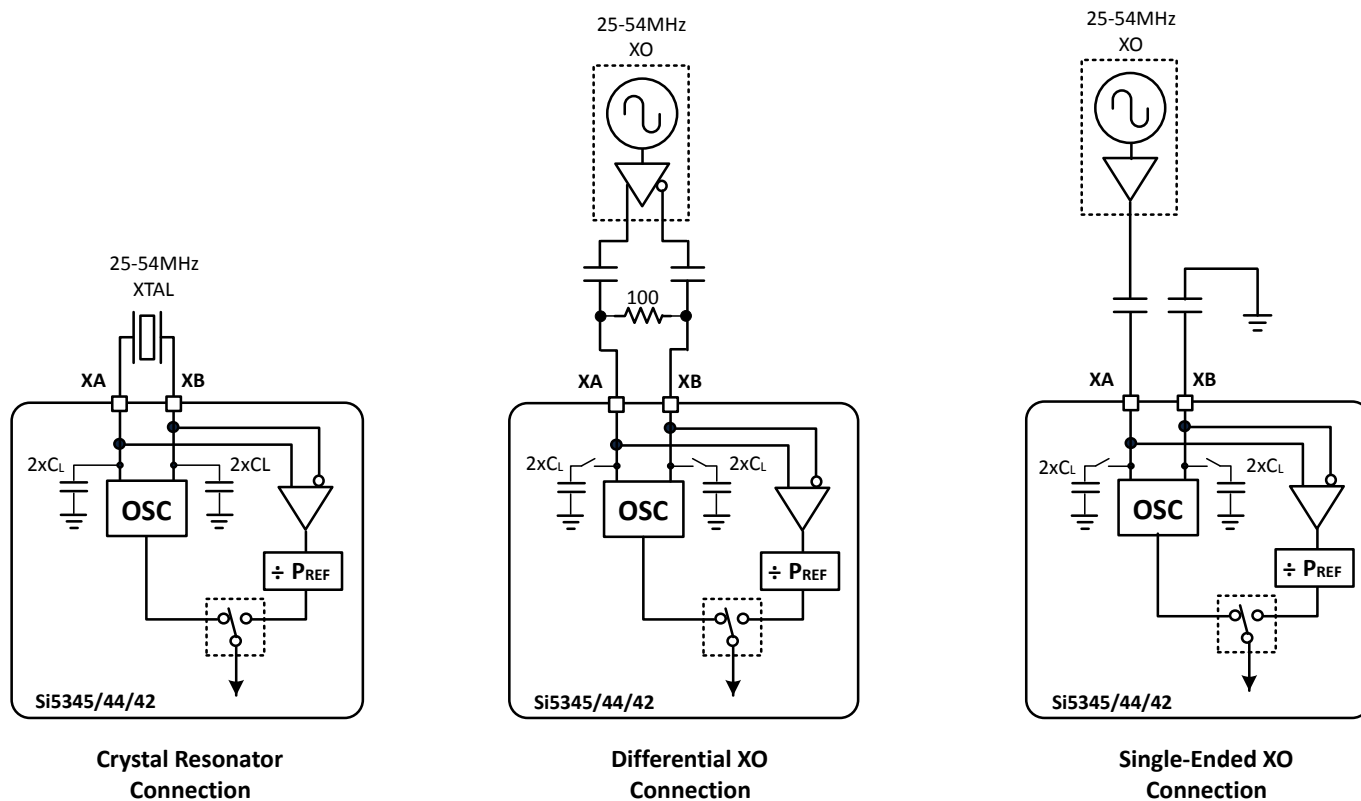 25-54MHz
XTAL
XA XB
2xCL 2xCL
OSC
÷ PREF
Si5345/44/42
Crystal Resonator
Connection
25-54MHz
XO
100
XA XB
2xCL 2xCL
OSC
÷ PREF
Si5345/44/42
Differential XO
Connection
25-54MHz
XO
XA XB
2xCL 2xCL
OSC
÷ PREF
Si5345/44/42
Single-Ended XO
Connection